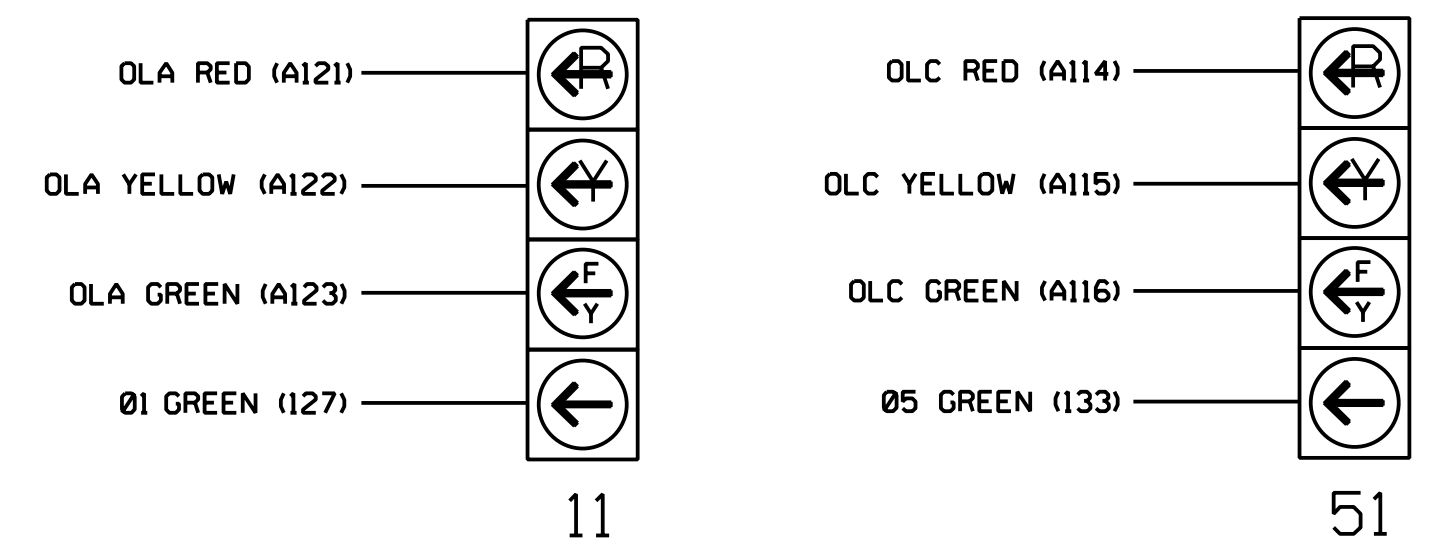 OLA RED (A121)
R
OLA YELLOW (A122)
Y
OLA GREEN (A123)
F
Y
Ø1 GREEN (127)
11
OLC RED (A114)
R
OLC YELLOW (A115)
Y
OLC GREEN (A116)
F
Y
Ø5 GREEN (133)
51